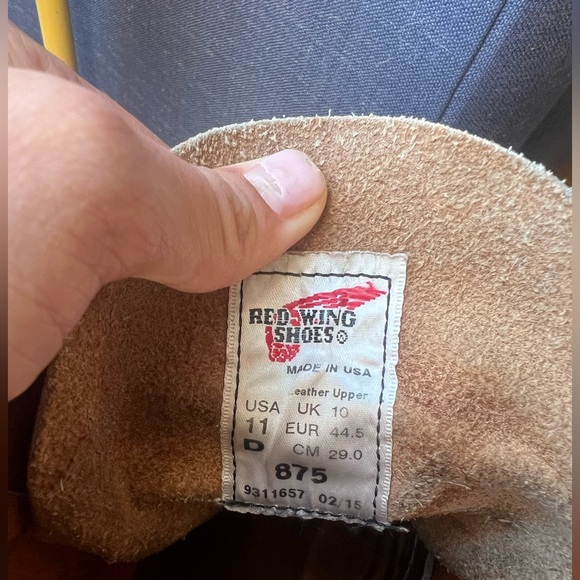 RED WING
SHOES®
MADE IN USA
eather Upper
USA UK 10
11 EUR 44.5
D CM 29.0
875
9311657 02/15